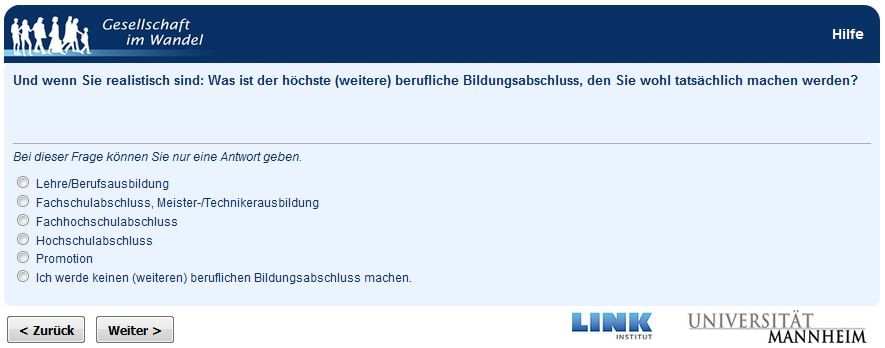 Gesellschaft
im Wandel
Hilfe
Und wenn Sie realistisch sind: Was ist der höchste (weitere) berufliche Bildungsabschluss, den Sie wohl tatsächlich machen werden?
Bei dieser Frage können Sie nur eine Antwort geben.
Lehre/Berufsausbildung
Fachschulabschluss, Meister-/Technikerausbildung
Fachhochschulabschluss
Hochschulabschluss
Promotion
Ich werde keinen (weiteren) beruflichen Bildungsabschluss machen.
< Zurück
Weiter >
LINK
INSTITUT
UNIVERSITÄT
MANNHEIM